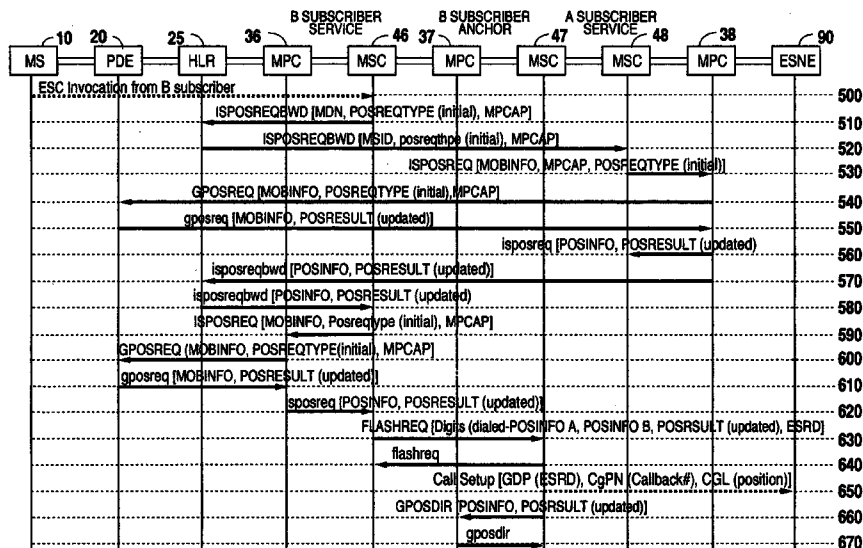 B SUBSCRIBER SERVICE
B SUBSCRIBER ANCHOR
A SUBSCRIBER SERVICE
10 20 25 36 46 37 47 48 38 90
MS PDE HLR MPC MSC MPC MSC MSC MPC ESNE
ESC Invocation from B subscriber
500
ISPOSREQBWD [MDN, POSREQTYPE (initial), MPCAP]
510
ISPOSREQBWD [MSID, posreqthpe (initial), MPCAP]
520
ISPOSREQ [MOBINFO, MPCAP, POSREQTYPE (initial)]
530
GPOSREQ [MOBINFO, POSREQTYPE (initial),MPCAP]
540
gposreq [MOBINFO, POSRESULT (updated)]
550
isposreq [POSINFO, POSRESULT (updated)
560
isposreqbwd [POSINFO, POSRESULT (updated)]
570
isposreqbwd [POSINFO, POSRESULT (updated)
580
ISPOSREQ [MOBINFO, Posreqtype (initial), MPCAP]
590
GPOSREQ (MOBINFO, POSREQTYPE(initial), MPCAP]
600
gposreq [MOBINFO, POSRESULT (updated)]
610
sposreq [POSINFO, POSRESULT (updated)]
620
FLASHREQ [Digits (dialed-POSINFO A, POSINFO B, POSRSULT (updated), ESRD]
630
flashreq
640
Call Setup [GDP (ESRD), CgPN (Callback#), CGL (position)]
650
GPOSDIR [POSINFO, POSRSULT (updated)]
660
gposdir
670